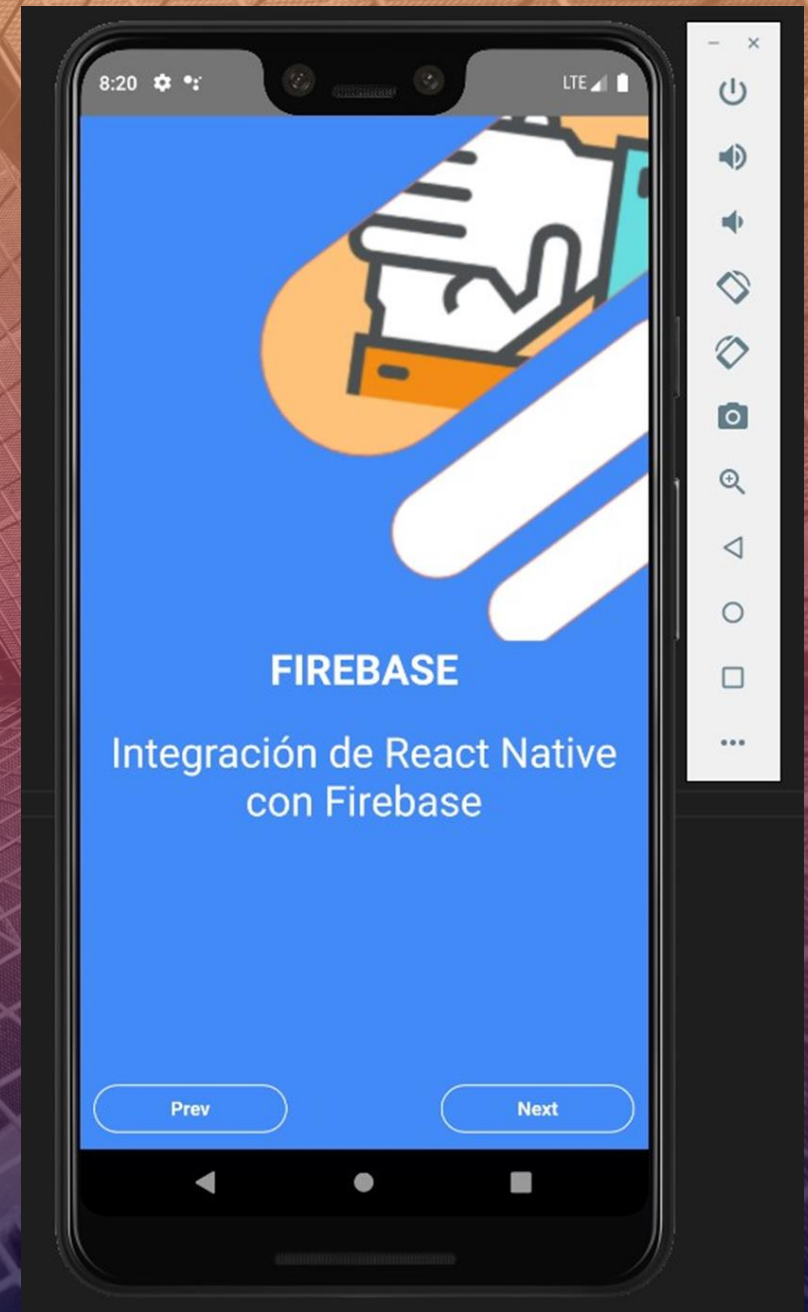 8:20
LTE
FIREBASE
Integración de React Native
con Firebase
Prev
Next